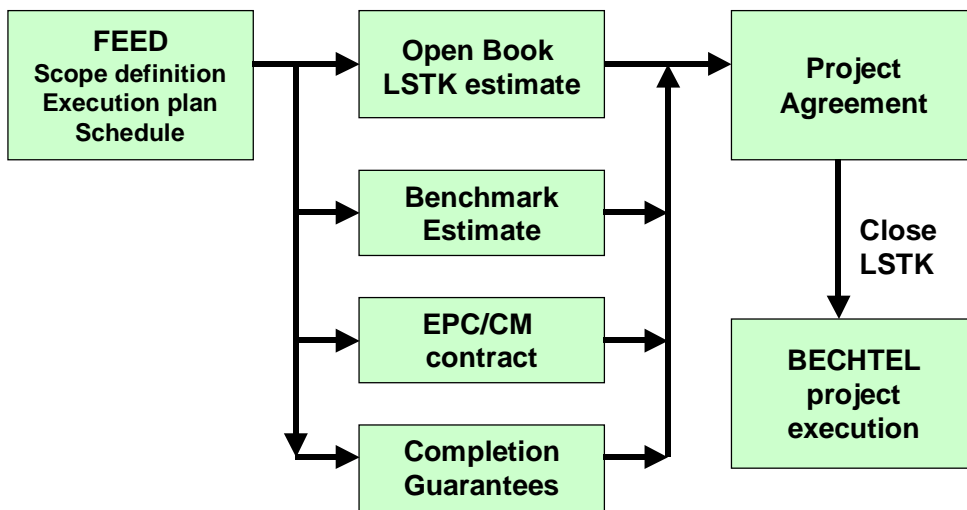 FEED
Scope definition
Execution plan
Schedule
Open Book
LSTK estimate
Benchmark
Estimate
EPC/CM
contract
Completion
Guarantees
Project
Agreement
Close
LSTK
BECHTEL
project
execution